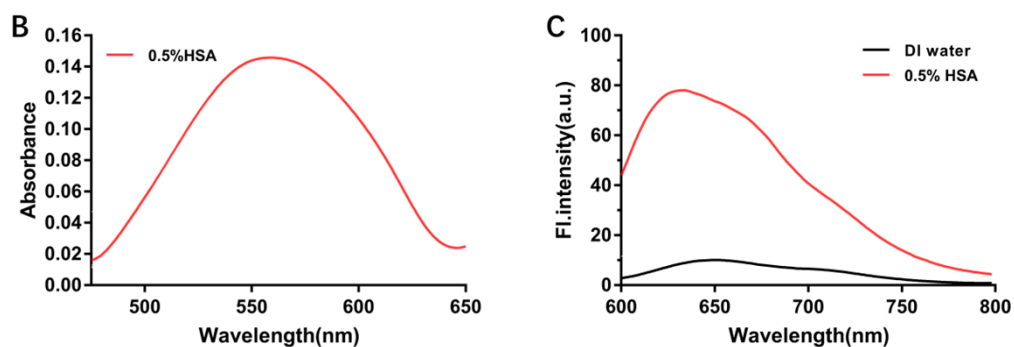 B
0.16
0.14
0.12
0.10
0.08
0.06
0.04
0.02
0.00
Absorbance
0.5%HSA
500
550
600
650
Wavelength(nm)
C
100
80
60
40
20
10
0
Fl.intensity(a.u.)
DI water
0.5% HSA
600
650
700
750
800
Wavelength(nm)